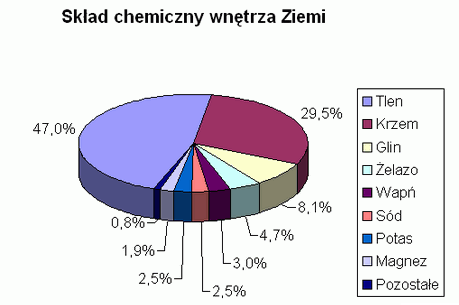 Skład chemiczny wnętrza Ziemi
47,0%
29,5%
8,1%
4,7%
3,0%
2,5%
2,5%
1,9%
0,8%
Tlen
Krzem
Glin
Żelazo
Wapń
Sód
Potas
Magnez
Pozostałe